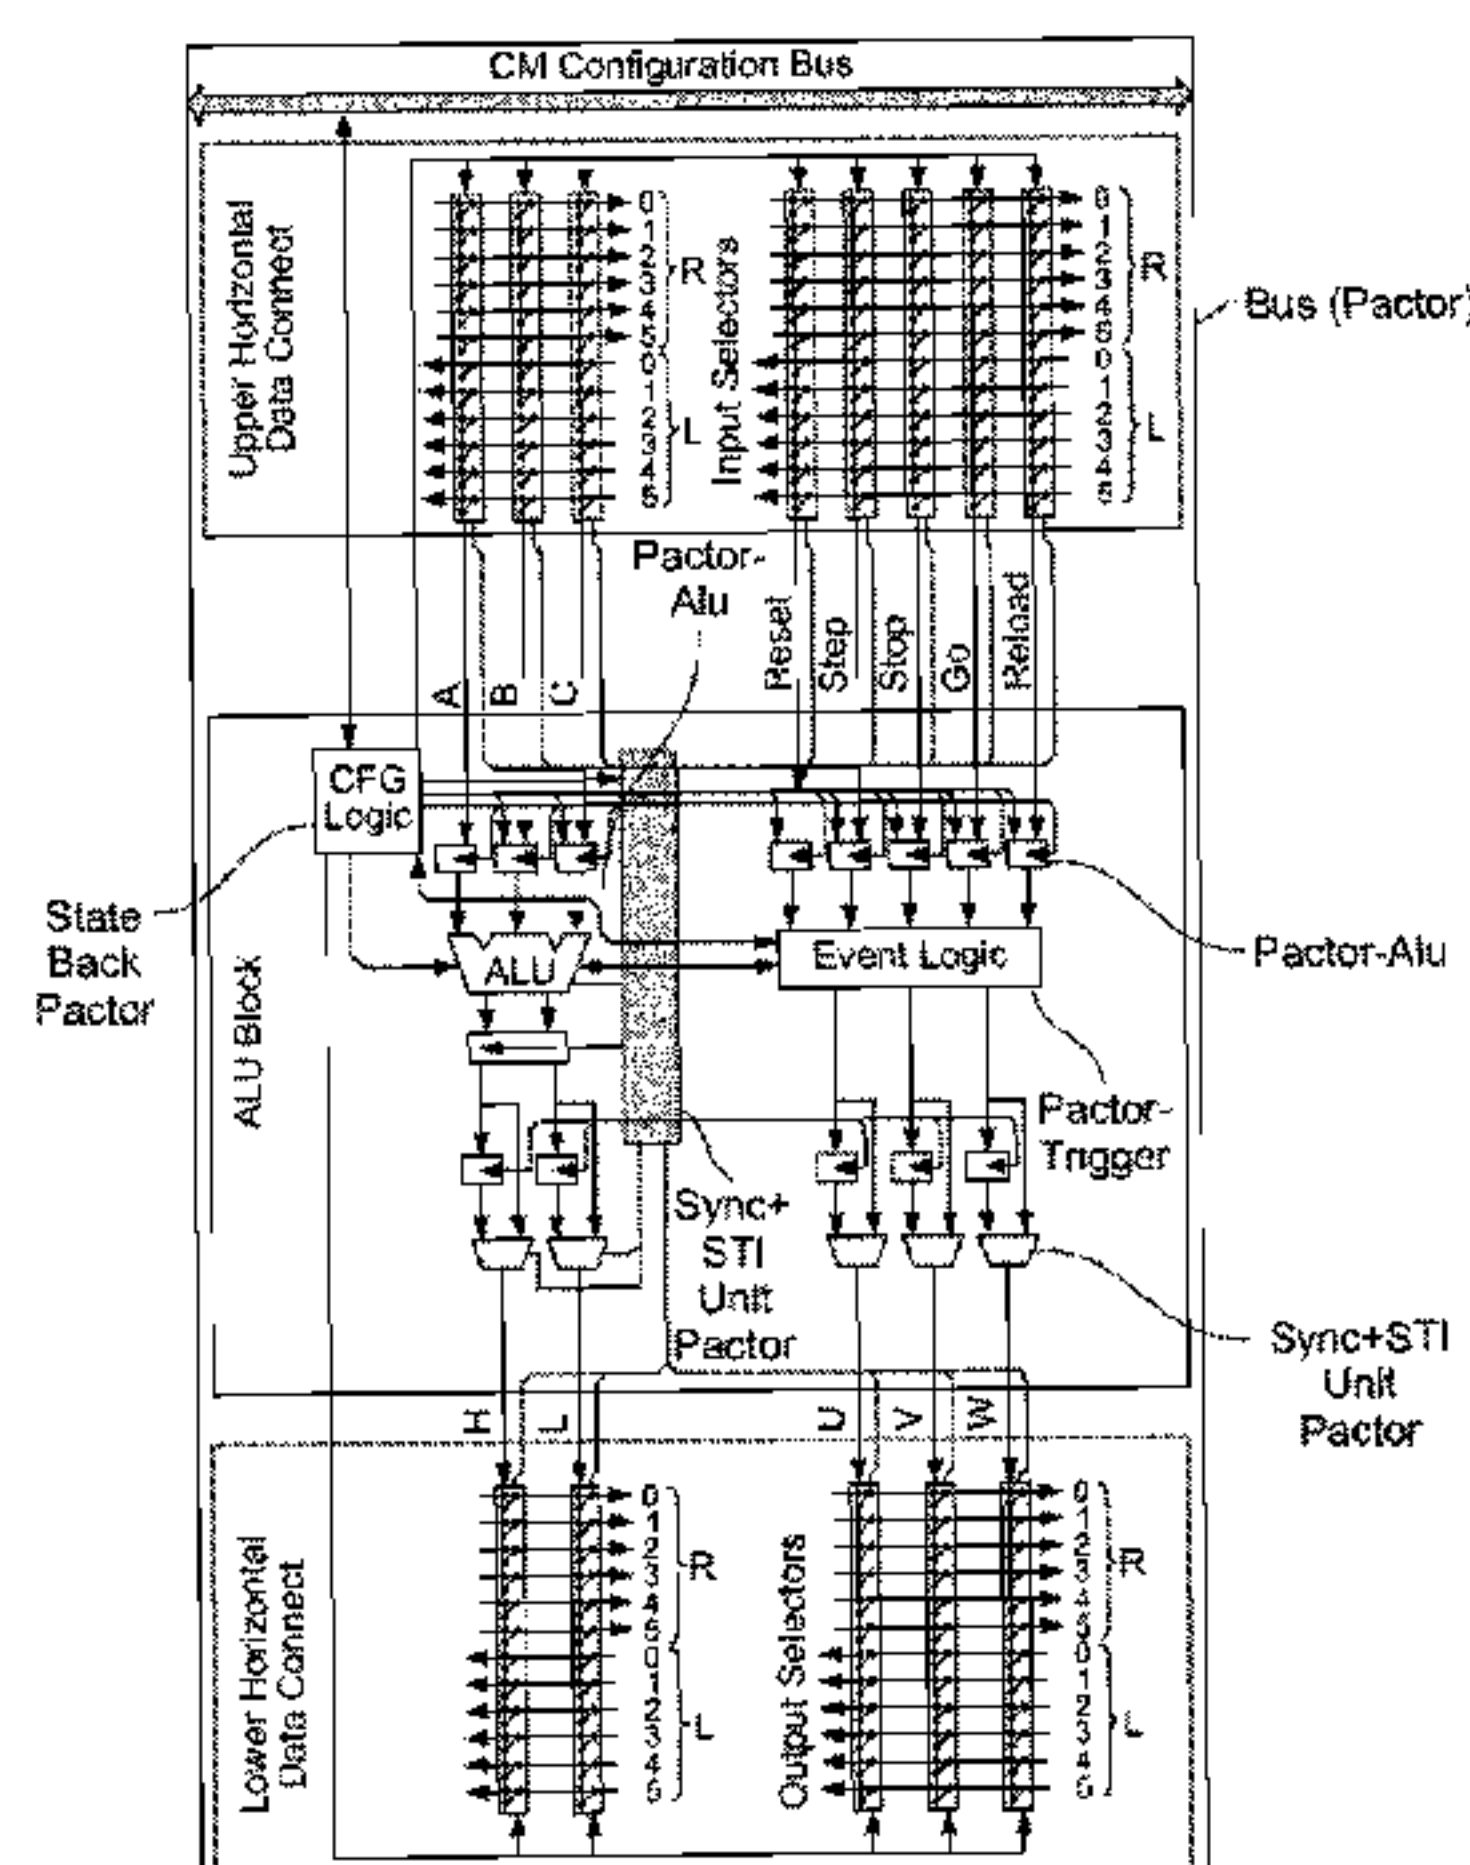 CM Configuration Bus
Upper Horizontal
Data Connect
0
1
2
3
4
5
0
1
2
3
4
5
R
L
Input Selectors
0
1
2
3
4
5
0
1
2
3
4
5
R
L
Bus (Pactor)
Pactor-
Alu
A
B
C
Reset
Step
Stop
Go
Reload
CFG
Logic
State
Back
Pactor
ALU Block
ALU
Event Logic
Pactor-Alu
Pactor-
Trigger
Sync+
STI
Unit
Pactor
Sync+STI
Unit
Pactor
H
L
U
V
W
Lower Horizontal
Data Connect
0
1
2
3
4
5
0
1
2
3
4
5
R
L
Output Selectors
0
1
2
3
4
5
0
1
2
3
4
5
R
L